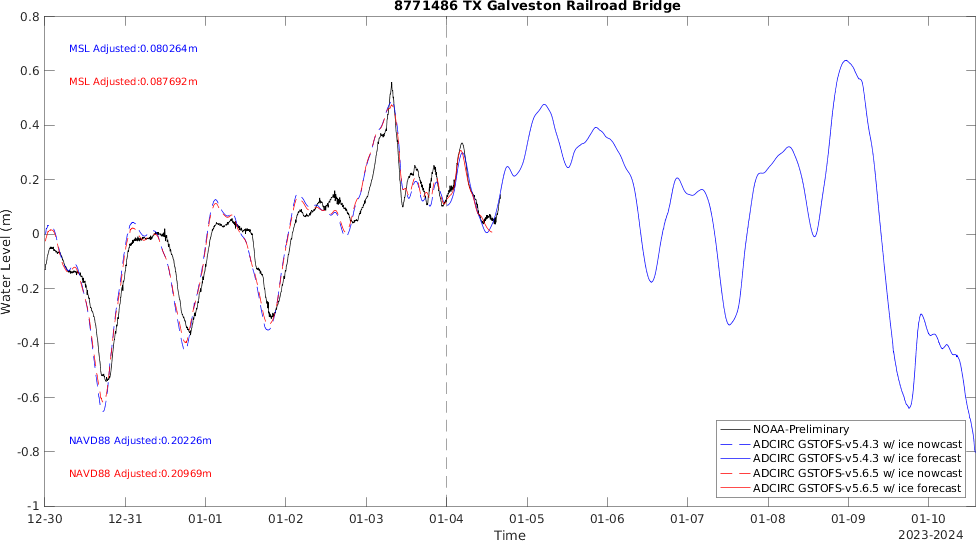 8771486 TX Galveston Railroad Bridge
0.8
0.6
0.4
0.2
0
-0.2
-0.4
-0.6
-0.8
-1
Water Level (m)
MSL Adjusted:0.080264m
MSL Adjusted:0.087692m
NAVD88 Adjusted:0.20226m
NAVD88 Adjusted:0.20969m
NOAA-Preliminary
ADCIRC GSTOFS-v5.4.3 w/ ice nowcast
ADCIRC GSTOFS-v5.4.3 w/ ice forecast
ADCIRC GSTOFS-v5.6.5 w/ ice nowcast
ADCIRC GSTOFS-v5.6.5 w/ ice forecast
12-30 12-31 01-01 01-02 01-03 01-04 01-05 01-06 01-07 01-08 01-09 01-10
Time
2023-2024